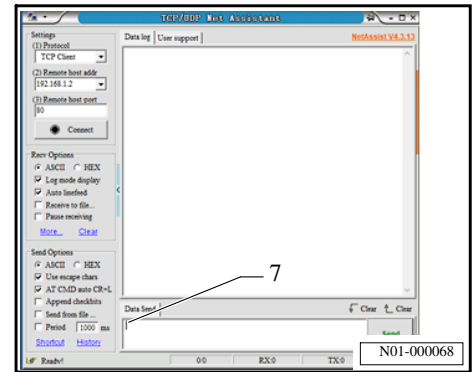 TCP/UDP Net Assistant
Settings
(1) Protocol
TCP Client
(2) Remote host addr
192.168.1.2
(3) Remote host port
80
Connect
Recv Options
ASCII HEX
Log mode display
Auto linefeed
Receive to file...
Pause receiving
More... Clear
Send Options
ASCII HEX
Use escape chars
AT CMD auto CR+L
Append checkbits
Send from file ...
Period 1000 ms
Shortcut History
Data log User support NetAssist V4.3.13
7
Data Send Clear Clear
Send
Ready! 0/0 RX:0 TX:0
N01-000068